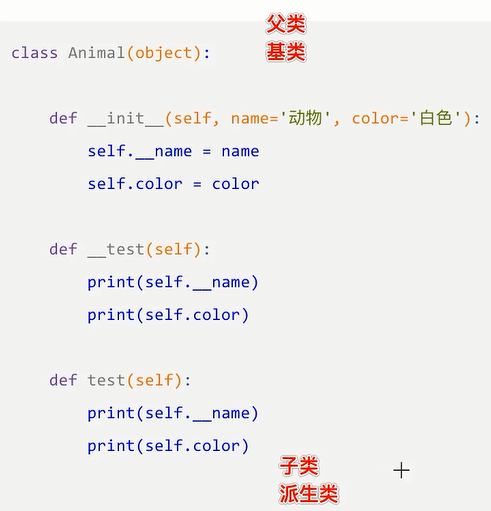 父类
基类
class Animal(object):
def __init__(self, name='动物', color='白色'):
self.__name = name
self.color = color
def __test(self):
print(self.__name)
print(self.color)
def test(self):
print(self.__name)
print(self.color)
子类
派生类